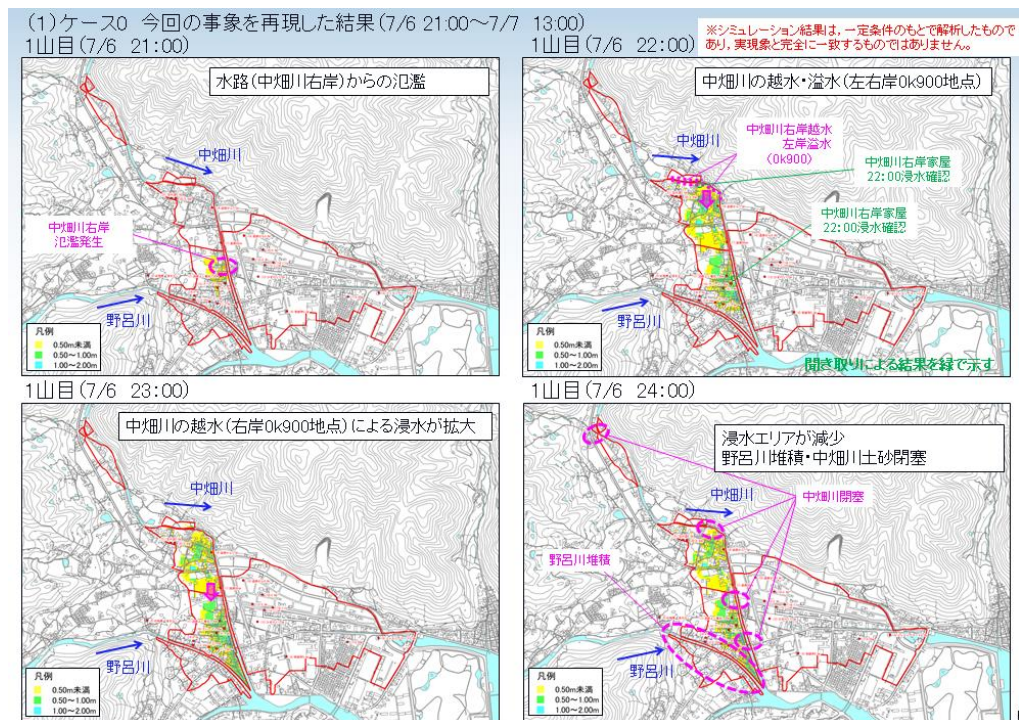 (1)ケース0 今回の事象を再現した結果(7/6 21:00～7/7 13:00)
※シミュレーション結果は，一定条件のもとで解析したもので
あり，実現象と完全に一致するものではありません。
1山目(7/6 21:00)
水路(中畑川右岸)からの氾濫
中畑川
中畑川右岸
氾濫発生
野呂川
凡例
0.50m未満
0.50～1.00m
1.00～2.00m
1山目(7/6 22:00)
中畑川の越水・溢水(左右岸0k900地点)
中畑川
中畑川右岸越水
左岸溢水
(0k900)
中畑川右岸家屋
22:00浸水確認
中畑川右岸家屋
22:00浸水確認
野呂川
凡例
0.50m未満
0.50～1.00m
1.00～2.00m
聞き取りによる結果を緑で示す
1山目(7/6 23:00)
中畑川の越水(右岸0k900地点)による浸水が拡大
中畑川
野呂川
凡例
0.50m未満
0.50～1.00m
1.00～2.00m
1山目(7/6 24:00)
浸水エリアが減少
野呂川堆積・中畑川土砂閉塞
中畑川
中畑川閉塞
野呂川堆積
野呂川
凡例
0.50m未満
0.50～1.00m
1.00～2.00m